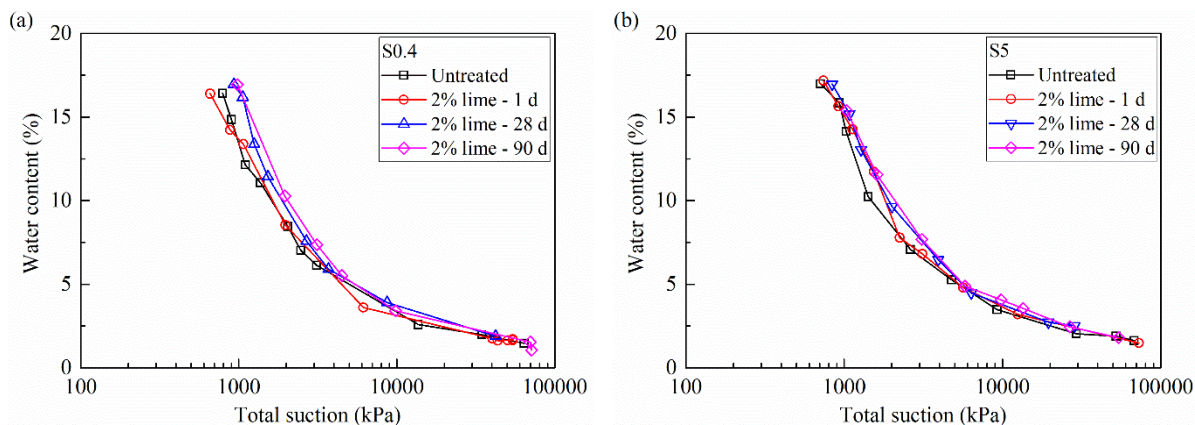 (a)
20
15
10
5
0
Water content (%)
S0.4
Untreated
2% lime - 1 d
2% lime - 28 d
2% lime - 90 d
100 1000 10000 100000
Total suction (kPa)
(b)
20
15
10
5
0
Water content (%)
S5
Untreated
2% lime - 1 d
2% lime - 28 d
2% lime - 90 d
100 1000 10000 100000
Total suction (kPa)